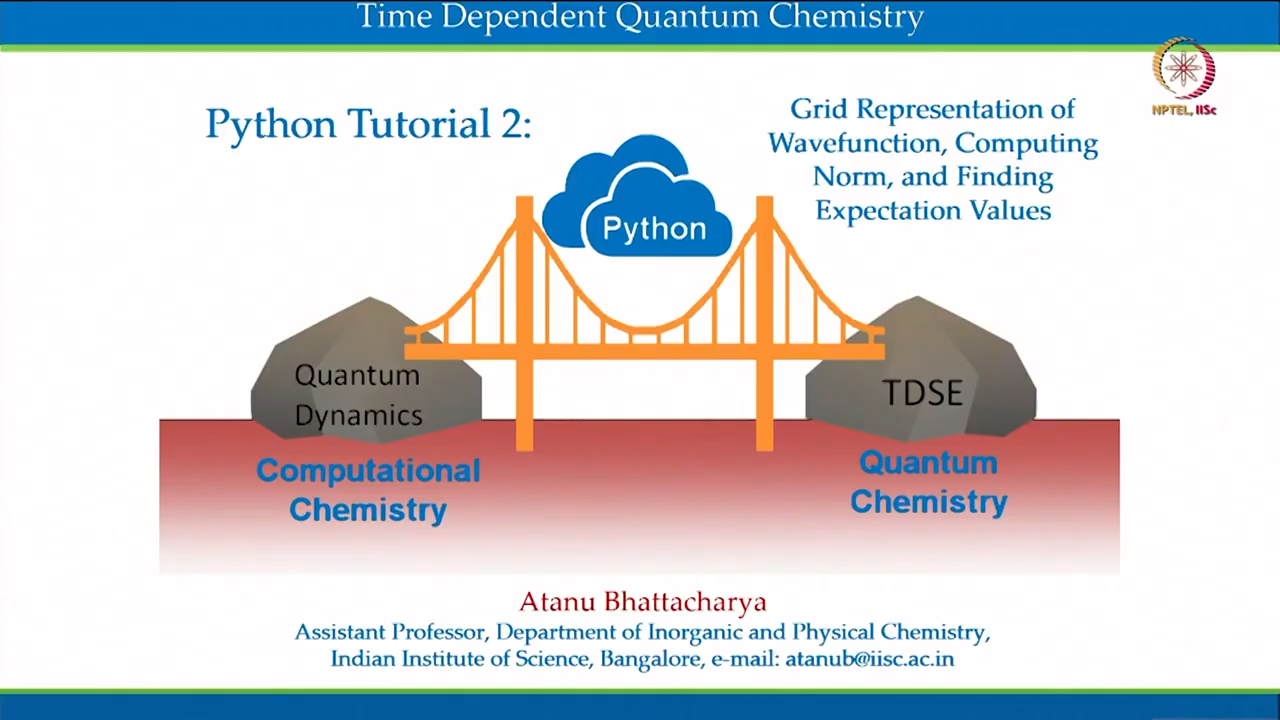 Time Dependent Quantum Chemistry
NPTEL, IISc
Python Tutorial 2:
Grid Representation of
Wavefunction, Computing
Norm, and Finding
Expectation Values
Python
Quantum
Dynamics
TDSE
Computational
Chemistry
Quantum
Chemistry
Atanu Bhattacharya
Assistant Professor, Department of Inorganic and Physical Chemistry,
Indian Institute of Science, Bangalore, e-mail: atanub@iisc.ac.in